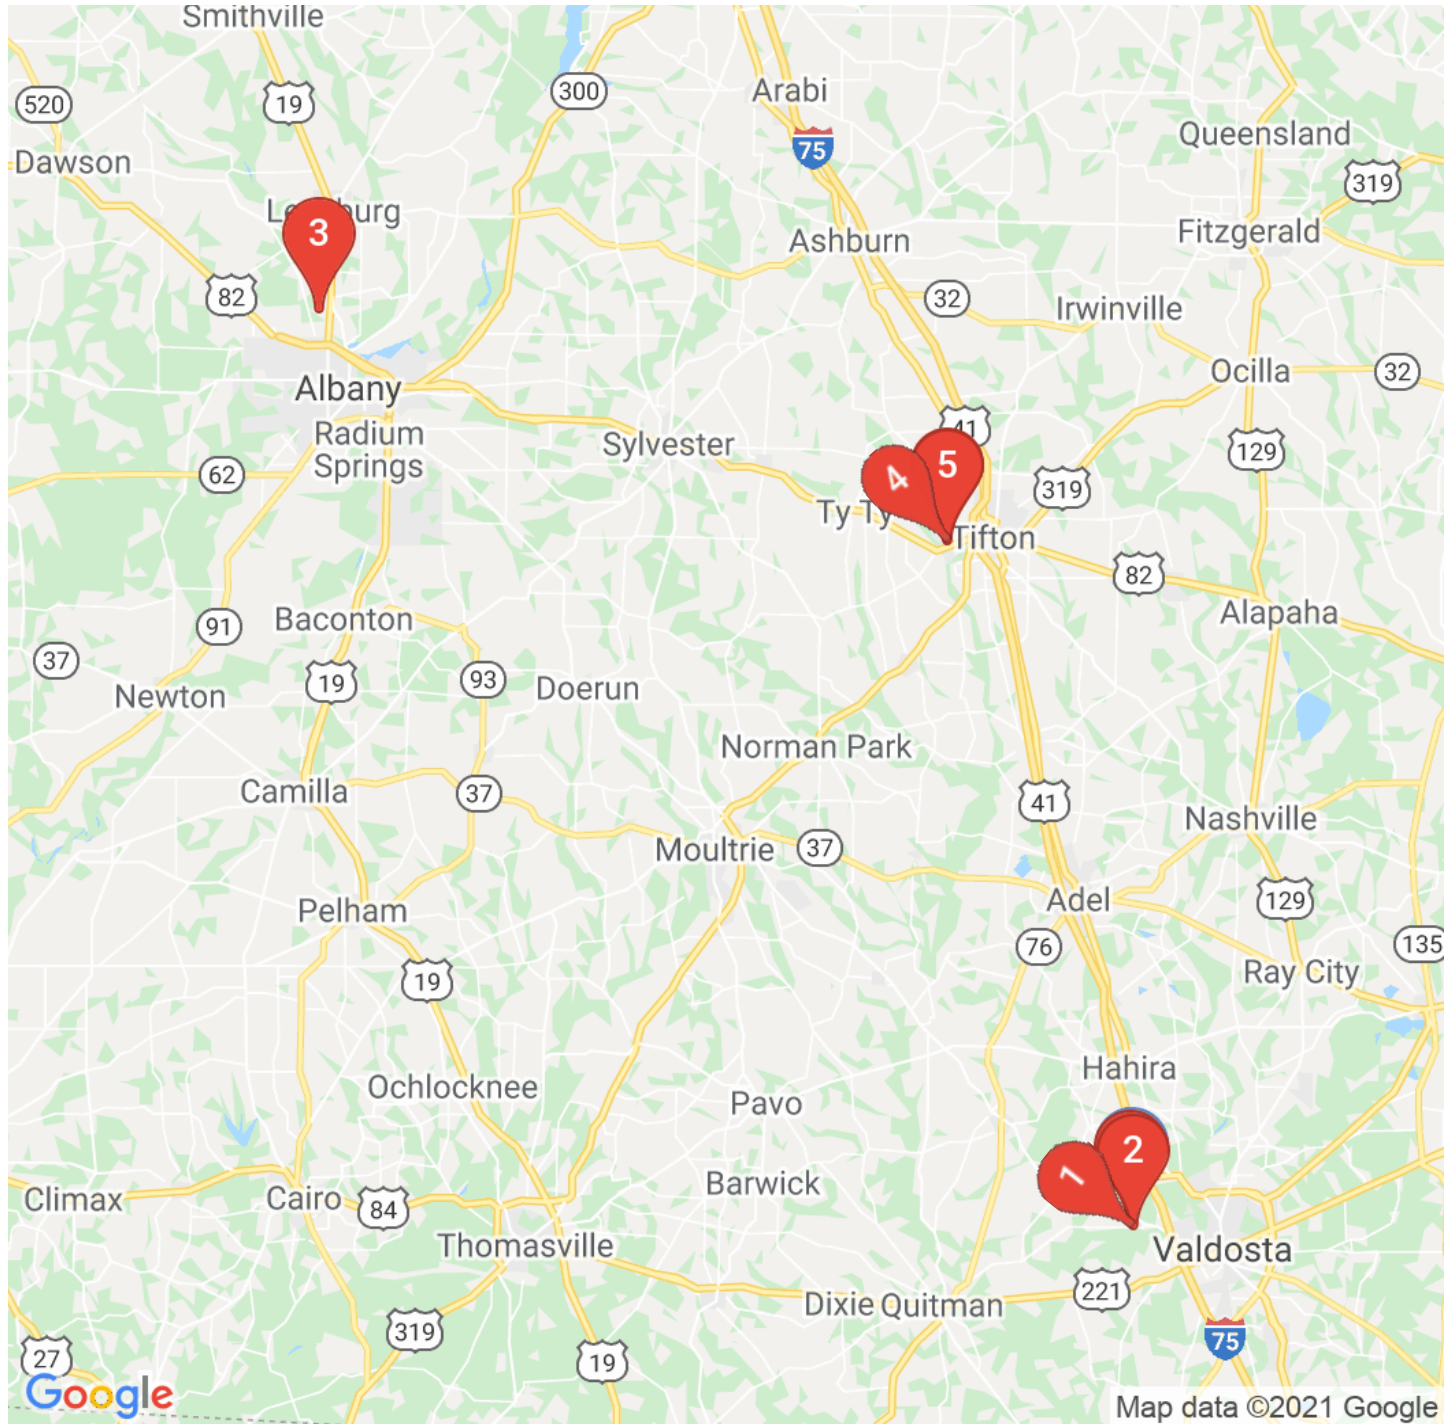 Smithville
520
19
300
Arabi
75
Queensland
Dawson
319
3
Ashburn
Fitzgerald
82
32
Irwinville
Albany
Ocilla
32
Radium
Springs
Sylvester
41
129
62
4
5
319
Ty Ty
Tifton
82
91
Baconton
Alapaha
37
19
93
Doerun
Newton
Norman Park
Camilla
37
41
Nashville
Moultrie
37
Pelham
Adel
129
76
135
19
Ray City
Hahira
Ochlocknee
Pavo
2
1
Barwick
Climax
Cairo
84
Thomasville
Valdosta
221
Dixie
Quitman
319
75
27
19
Google
Map data ©2021 Google